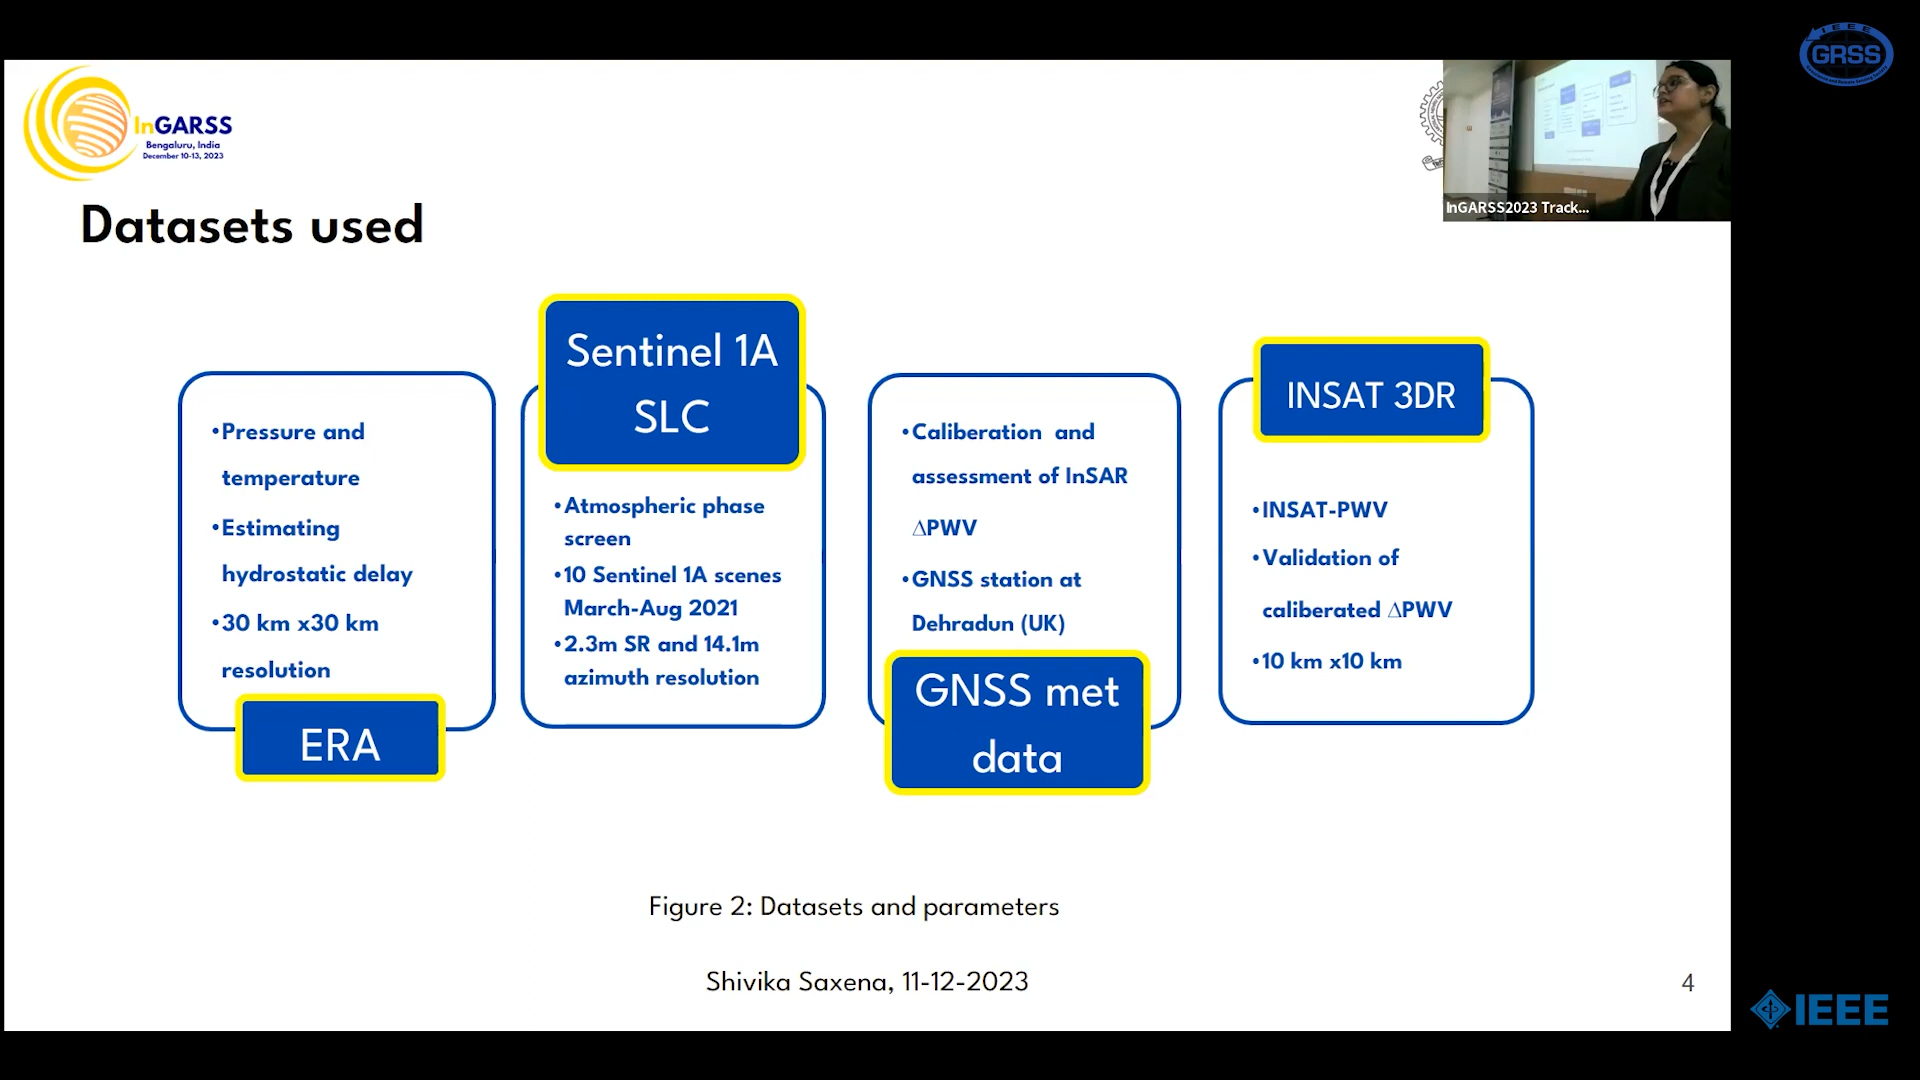 IEEE
GRSS
InGARSS
Bengaluru, India
December 10-13, 2023
InGARSS2023 Track...
Datasets used
•Pressure and
temperature
•Estimating
hydrostatic delay
•30 km x30 km
resolution
ERA
Sentinel 1A
SLC
•Atmospheric phase
screen
•10 Sentinel 1A scenes
March-Aug 2021
•2.3m SR and 14.1m
azimuth resolution
•Caliberation and
assessment of InSAR
∆PWV
•GNSS station at
Dehradun (UK)
GNSS met
data
INSAT 3DR
•INSAT-PWV
•Validation of
caliberated ∆PWV
•10 km x10 km
Figure 2: Datasets and parameters
Shivika Saxena, 11-12-2023
4
IEEE